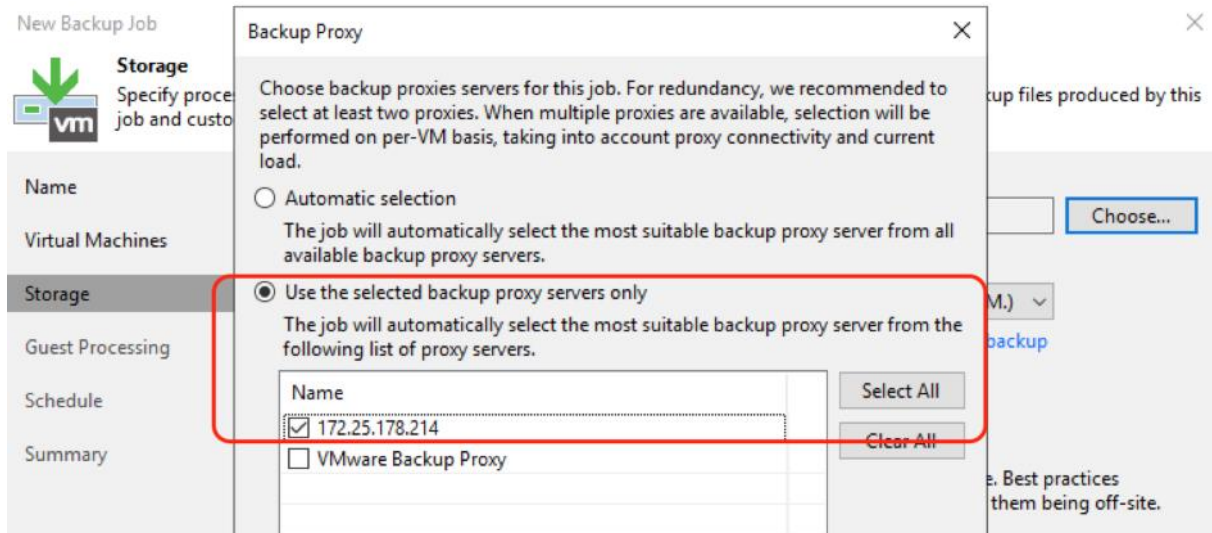 New Backup Job
Storage
Specify proce
job and custo
kup files produced by this
vm
Name
Virtual Machines
Storage
Guest Processing
Schedule
Summary
Backup Proxy
Choose backup proxies servers for this job. For redundancy, we recommended to
select at least two proxies. When multiple proxies are available, selection will be
performed on per-VM basis, taking into account proxy connectivity and current
load.
Automatic selection
The job will automatically select the most suitable backup proxy server from all
available backup proxy servers.
Use the selected backup proxy servers only
The job will automatically select the most suitable backup proxy server from the
following list of proxy servers.
Name
172.25.178.214
VMware Backup Proxy
Select All
Clear All
Choose...
M.)
backup
e. Best practices
them being off-site.